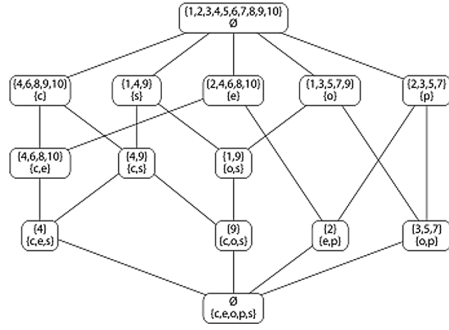 {1,2,3,4,5,6,7,8,9,10}
Ø
{4,6,8,9,10}
{c}
{1,4,9}
{s}
{2,4,6,8,10}
{e}
{1,3,5,7,9}
{o}
{2,3,5,7}
{p}
{4,6,8,10}
{c,e}
{4,9}
{c,s}
{1,9}
{o,s}
{4}
{c,e,s}
{9}
{c,o,s}
{2}
{e,p}
{3,5,7}
{o,p}
Ø
{c,e,o,p,s}